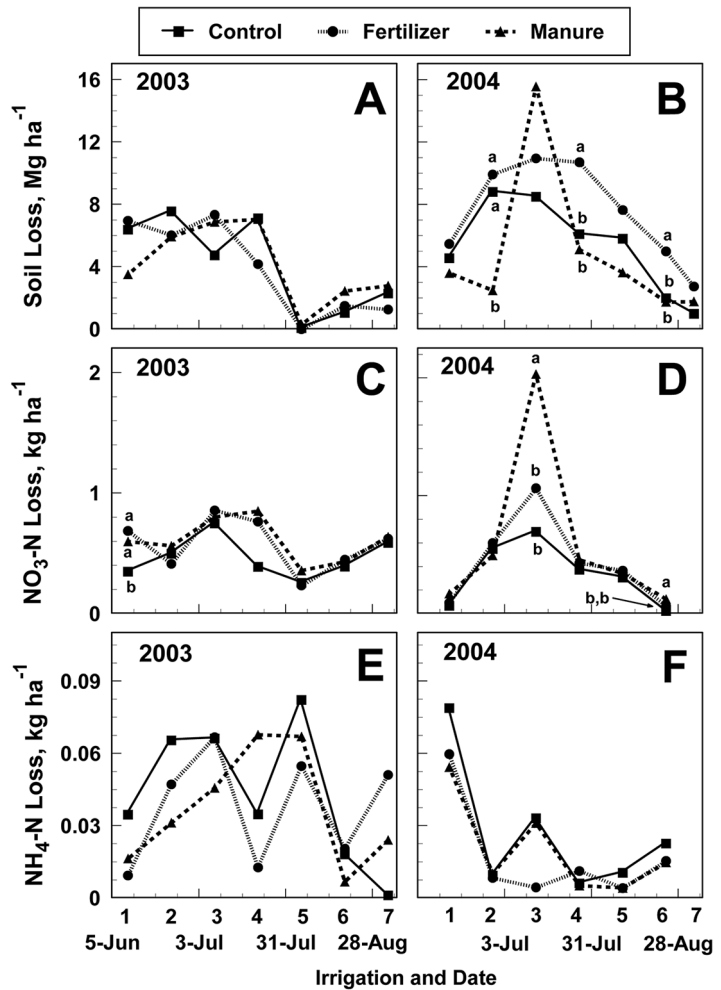 Control Fertilizer Manure
2003 A
2004 B
Soil Loss, Mg ha-1
16
12
8
4
0
a
a
b
a
b
b
a
b
b
2003 C
2004 D
NO3-N Loss, kg ha-1
2
1
0
a
a
b
a
b
b
a
b,b
2003 E
2004 F
NH4-N Loss, kg ha-1
0.09
0.06
0.03
0
1 2 3 4 5 6 7
1 2 3 4 5 6 7
5-Jun 3-Jul 31-Jul 28-Aug
3-Jul 31-Jul 28-Aug
Irrigation and Date